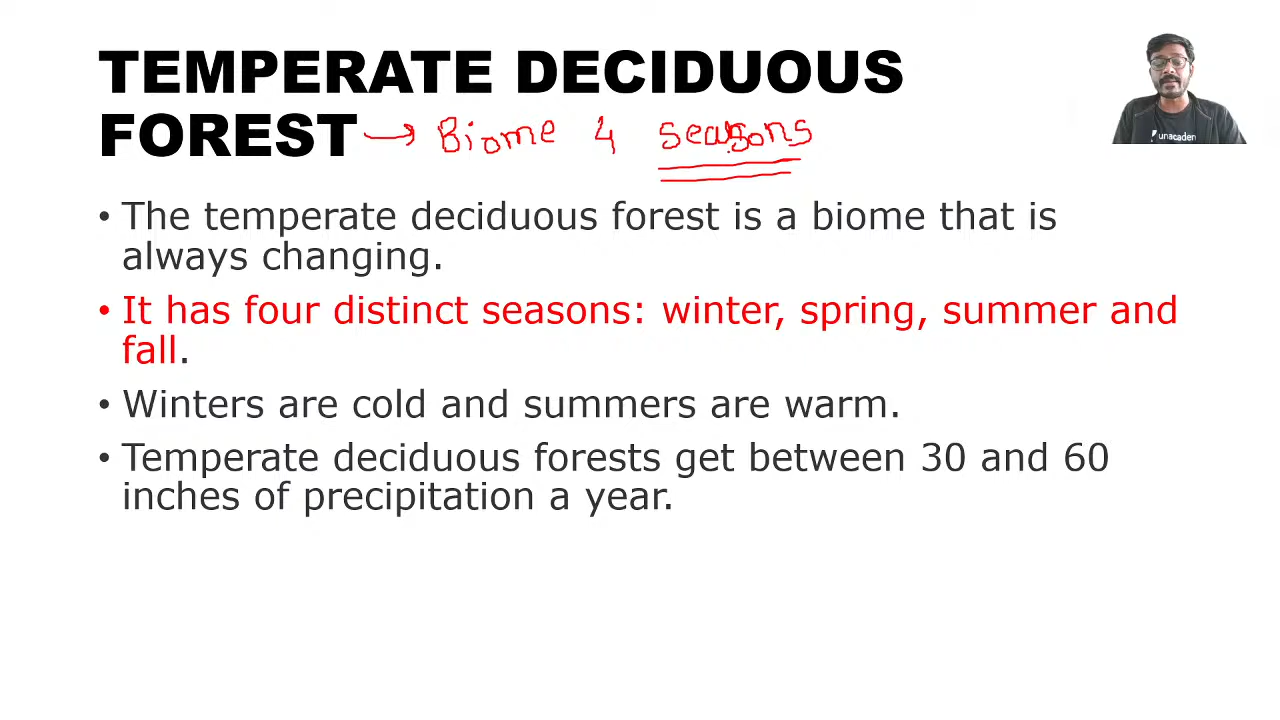 TEMPERATE DECIDUOUS
FOREST → Biome 4 seasons
• The temperate deciduous forest is a biome that is
always changing.
• It has four distinct seasons: winter, spring, summer and
fall.
• Winters are cold and summers are warm.
• Temperate deciduous forests get between 30 and 60
inches of precipitation a year.
unacaden